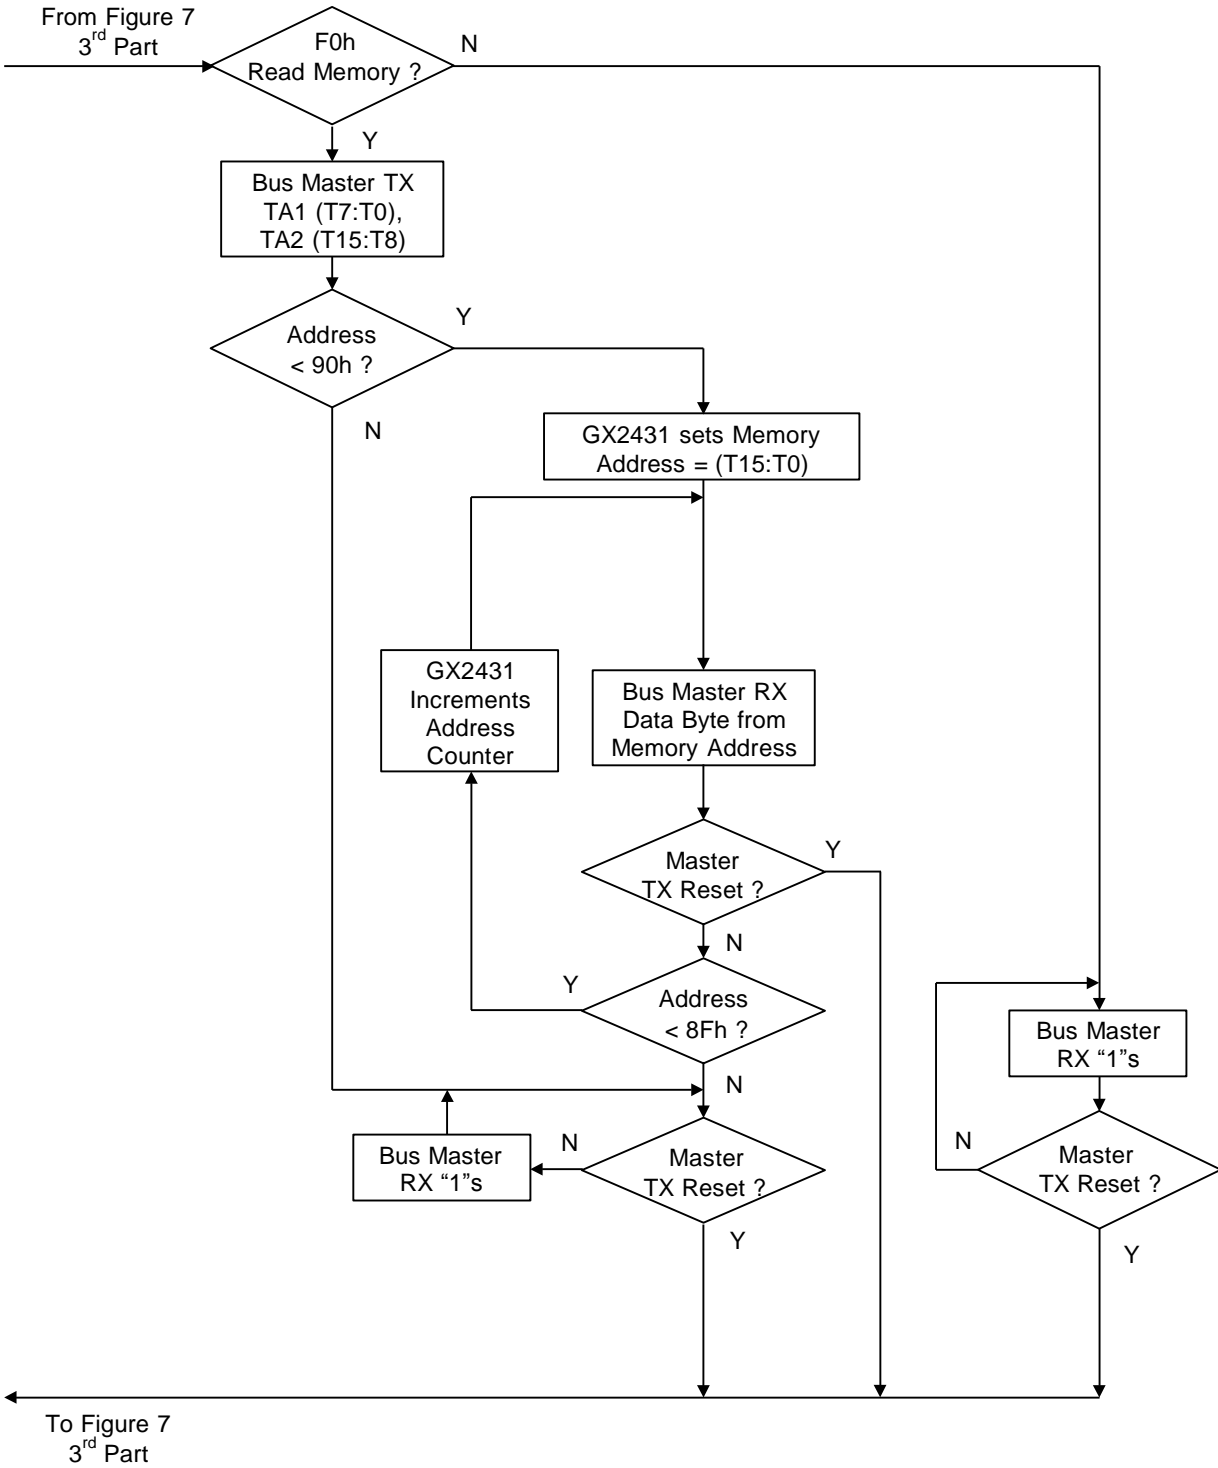 From Figure 7
3rd Part
F0h
Read Memory ?
N
Y
Bus Master TX
TA1 (T7:T0),
TA2 (T15:T8)
Address
< 90h ?
Y
N
GX2431 sets Memory
Address = (T15:T0)
GX2431
Increments
Address
Counter
Bus Master RX
Data Byte from
Memory Address
Master
TX Reset ?
Y
N
Address
< 8Fh ?
Y
N
Bus Master
RX “1”s
N
Master
TX Reset ?
Y
Bus Master
RX “1”s
N
Master
TX Reset ?
Y
To Figure 7
3rd Part